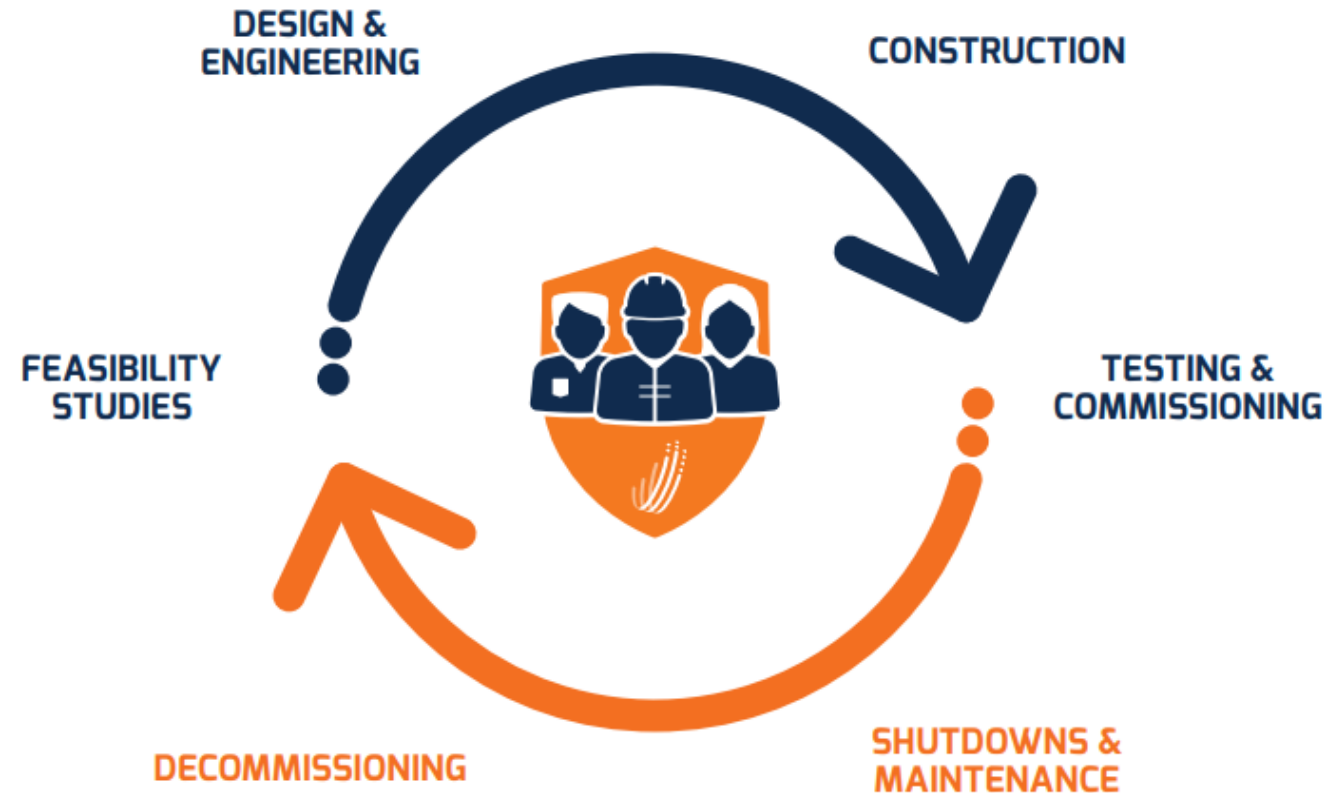 DESIGN &
ENGINEERING
CONSTRUCTION
FEASIBILITY
STUDIES
TESTING &
COMMISSIONING
DECOMMISSIONING
SHUTDOWNS &
MAINTENANCE